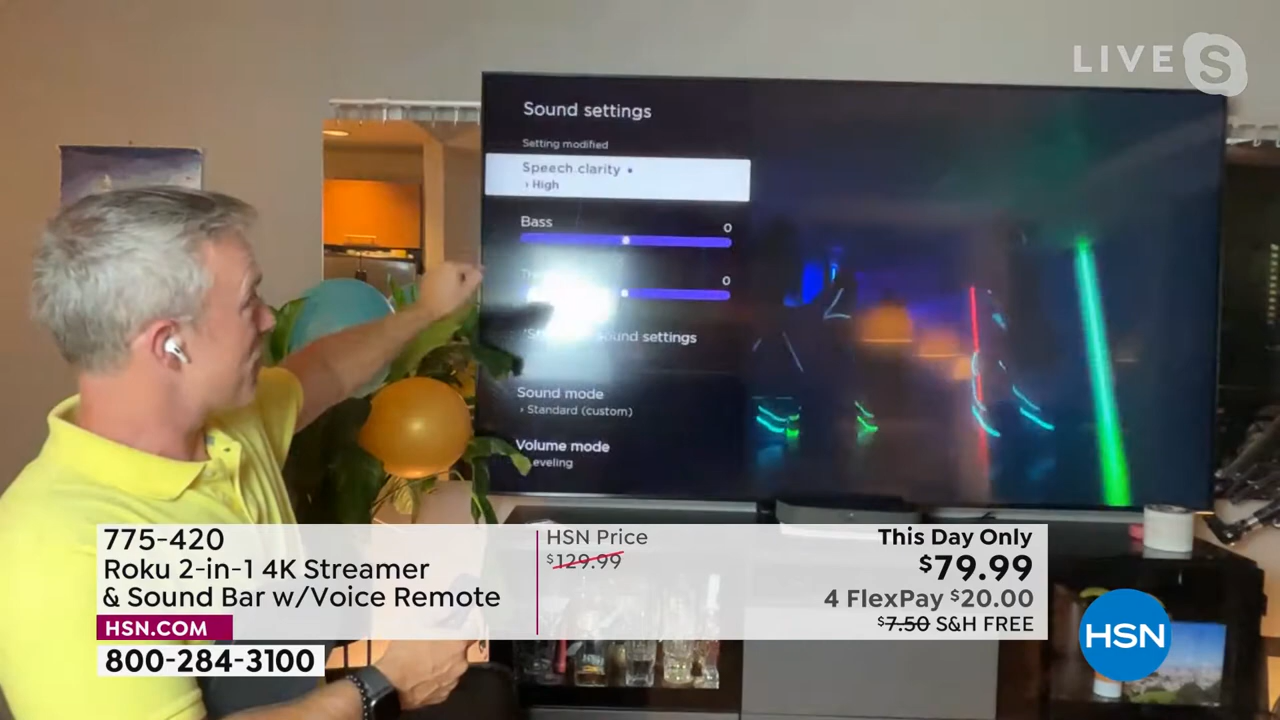 LIVE S
Sound settings
Setting modified
Speech clarity •
› High
Bass
0
0
sound settings
Sound mode
› Standard (custom)
Volume mode
775-420
Roku 2-in-1 4K Streamer
& Sound Bar w/Voice Remote
HSN.COM
800-284-3100
HSN Price
$129.99
This Day Only
$79.99
4 FlexPay $20.00
$7.50 S&H FREE
HSN